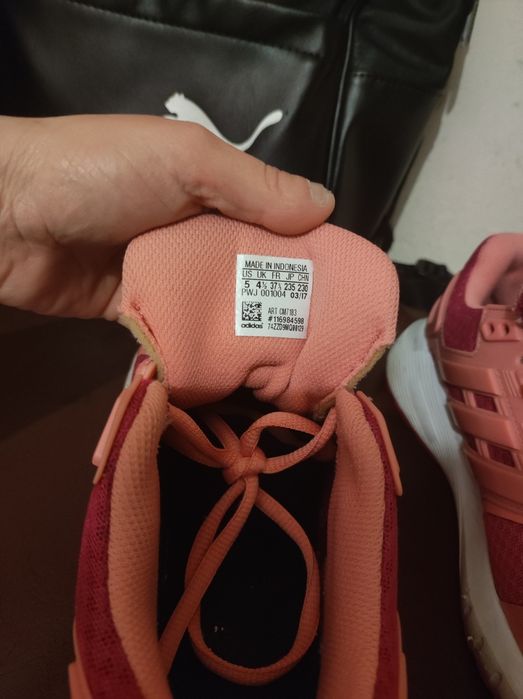 MADE IN INDONESIA
US UK FR JP CHN
5 4½ 37⅓ 235 230
PWJ 001004 03/17
ART CM7183
#116984598
adidas 74ZZD9MQ00129